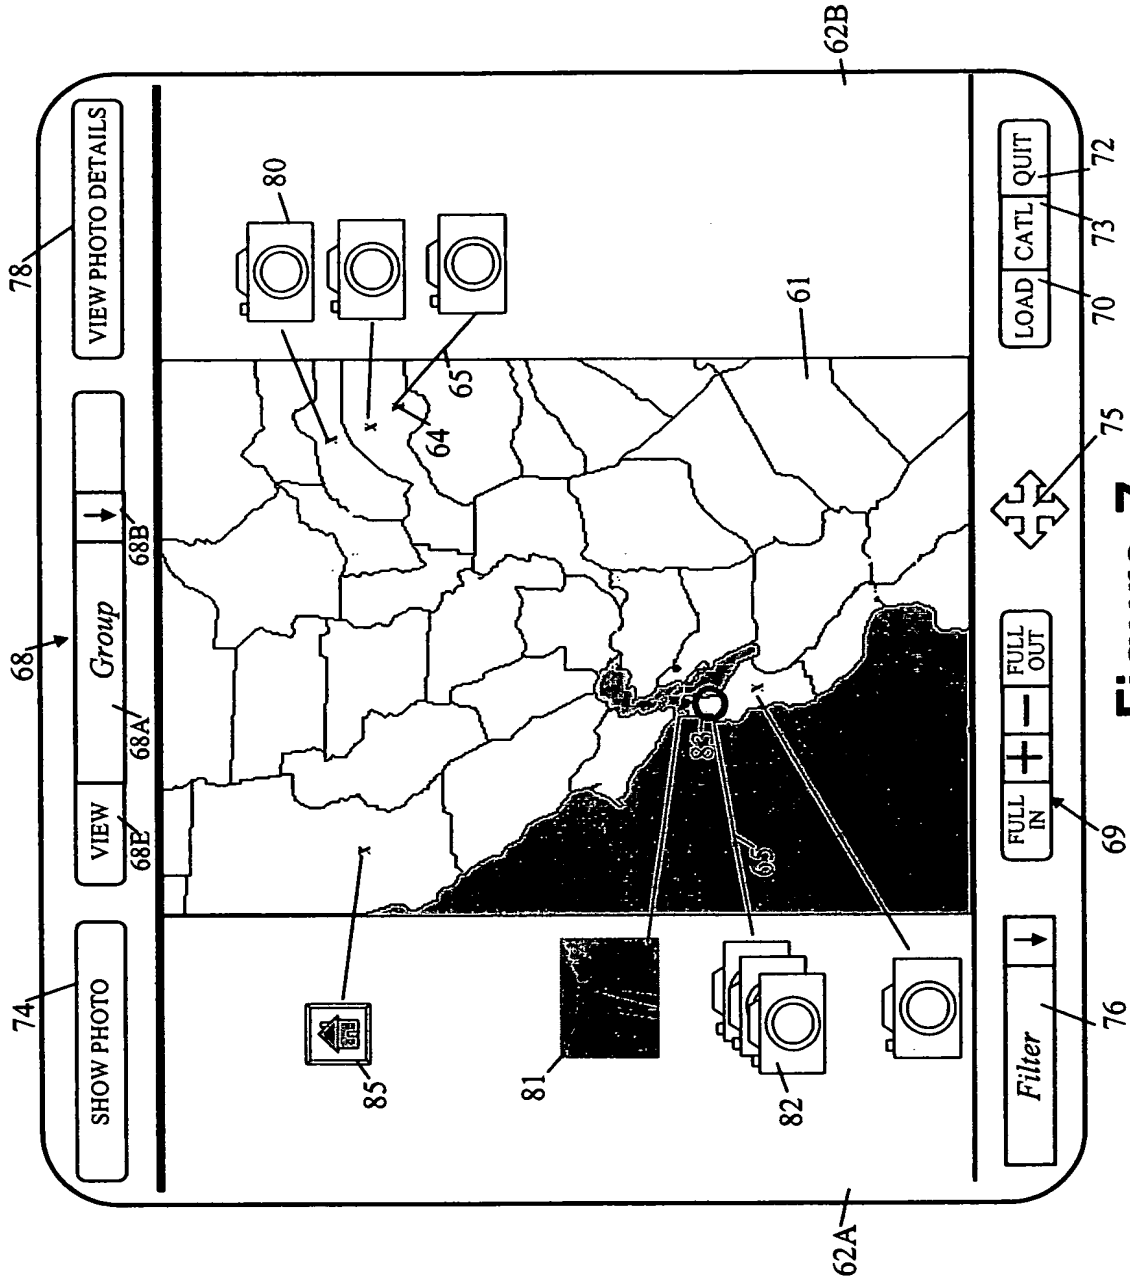 74 68 78
SHOW PHOTO VIEW Group ↓ VIEW PHOTO DETAILS
68E 68A 68B
80
85
64 65
81
83
65
82 61
62A 62B
Filter ↓ FULL IN + − FULL OUT LOAD CATL QUIT
76 69 75 70 73 72